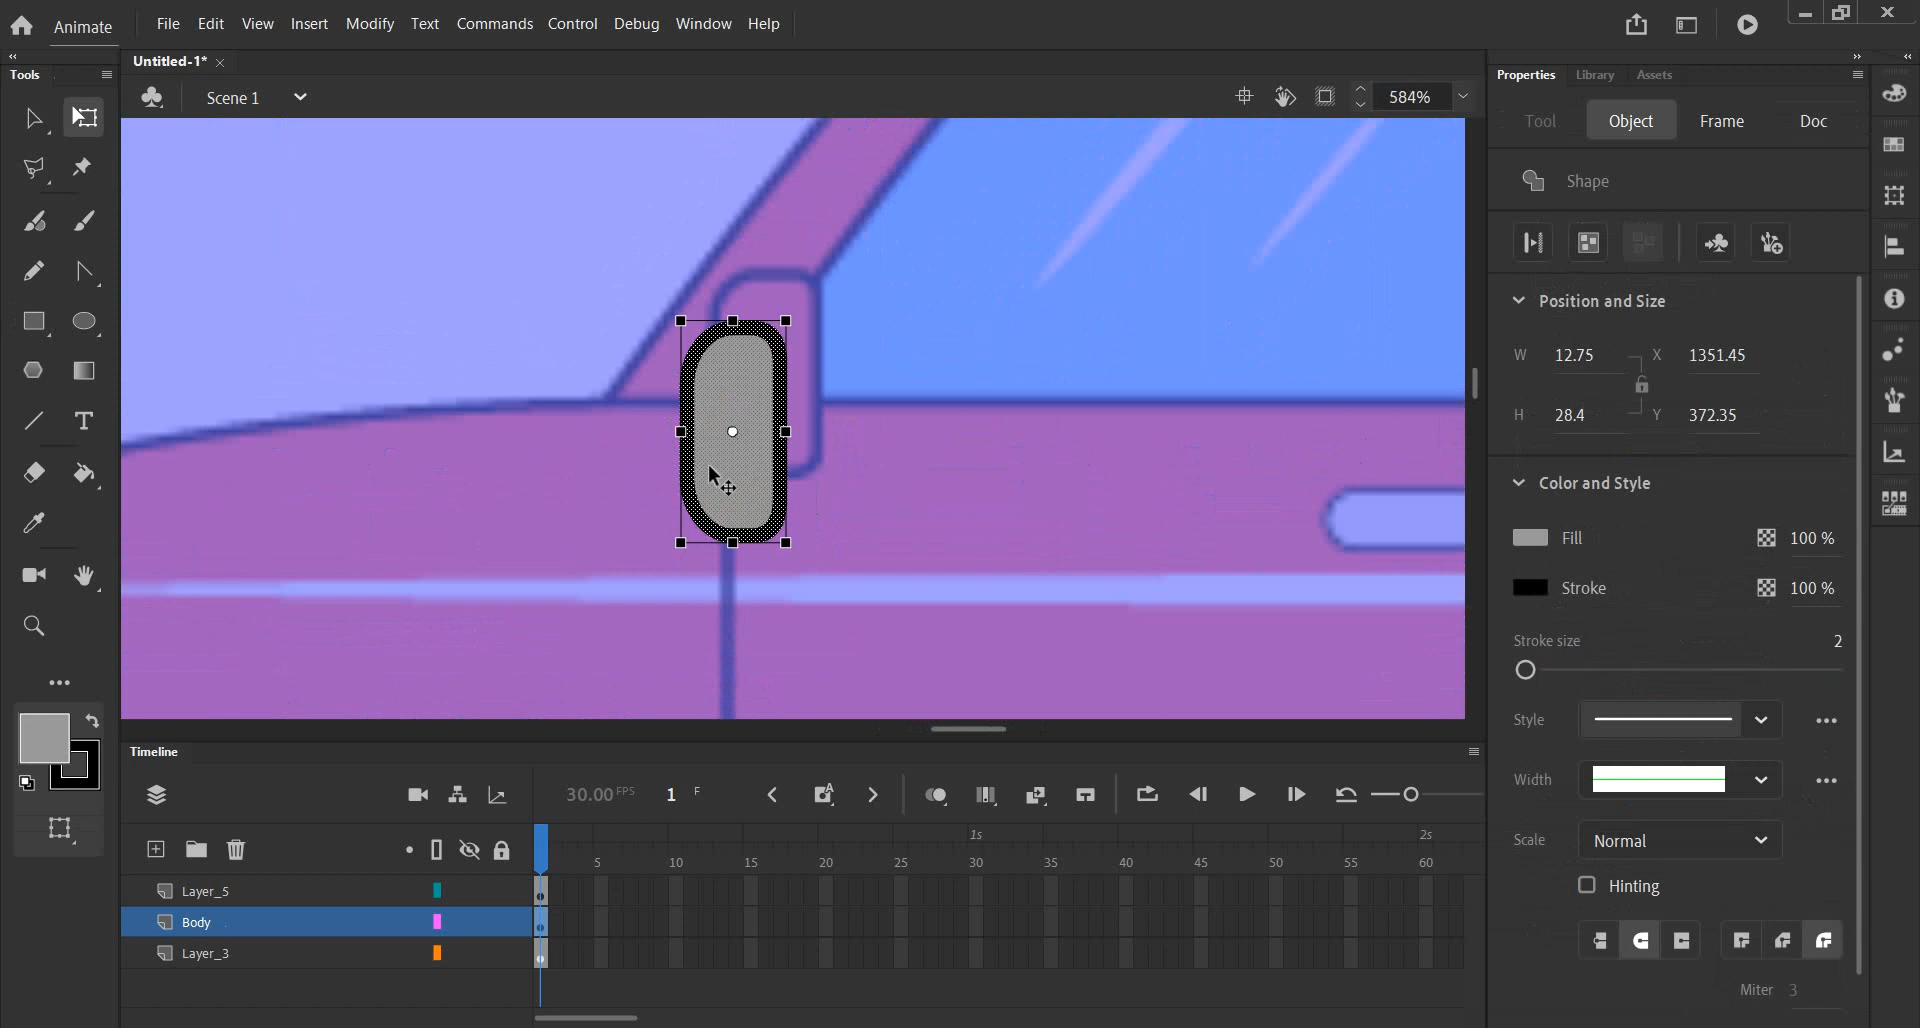 Animate File Edit View Insert Modify Text Commands Control Debug Window Help
Tools
Untitled-1*
Properties Library Assets
Scene 1
584%
Tool Object Frame Doc
Shape
Position and Size
W 12.75 X 1351.45
H 28.4 Y 372.35
Color and Style
Fill 100 %
Stroke 100 %
Stroke size 2
Style
Width
Scale Normal
Hinting
Miter 3
Timeline
30.00 FPS 1 F
1s 2s
5 10 15 20 25 30 35 40 45 50 55 60
Layer_5
Body
Layer_3